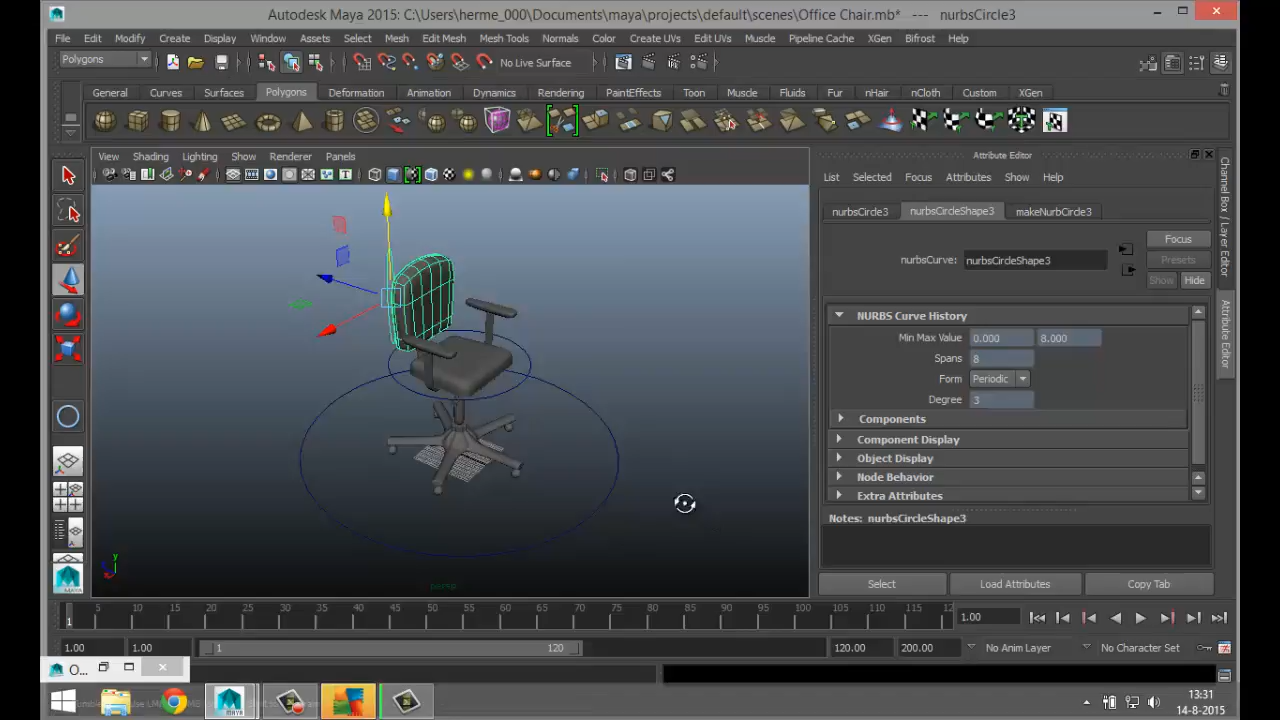 Autodesk Maya 2015: C:\Users\herme_000\Documents\maya\projects\default\scenes\Office Chair.mb* --- nurbsCircle3
File Edit Modify Create Display Window Assets Select Mesh Edit Mesh Mesh Tools Normals Color Create UVs Edit UVs Muscle Pipeline Cache XGen Bifrost Help
Polygons No Live Surface
General Curves Surfaces Polygons Deformation Animation Dynamics Rendering PaintEffects Toon Muscle Fluids Fur nHair nCloth Custom XGen
View Shading Lighting Show Renderer Panels
Attribute Editor
List Selected Focus Attributes Show Help
nurbsCircle3 nurbsCircleShape3 makeNurbCircle3
Focus
nurbsCurve: nurbsCircleShape3
Presets
Show Hide
NURBS Curve History
Min Max Value 0.000 8.000
Spans 8
Form Periodic
Degree 3
Components
Component Display
Object Display
Node Behavior
Extra Attributes
Notes: nurbsCircleShape3
Select Load Attributes Copy Tab
Channel Box / Layer Editor
Attribute Editor
y
persp
5 10 15 20 25 30 35 40 45 50 55 60 65 70 75 80 85 90 95 100 105 110 115 12
1
1.00
1.00 1.00 1 120 120.00 200.00 No Anim Layer No Character Set
O...
13:31
14-8-2015